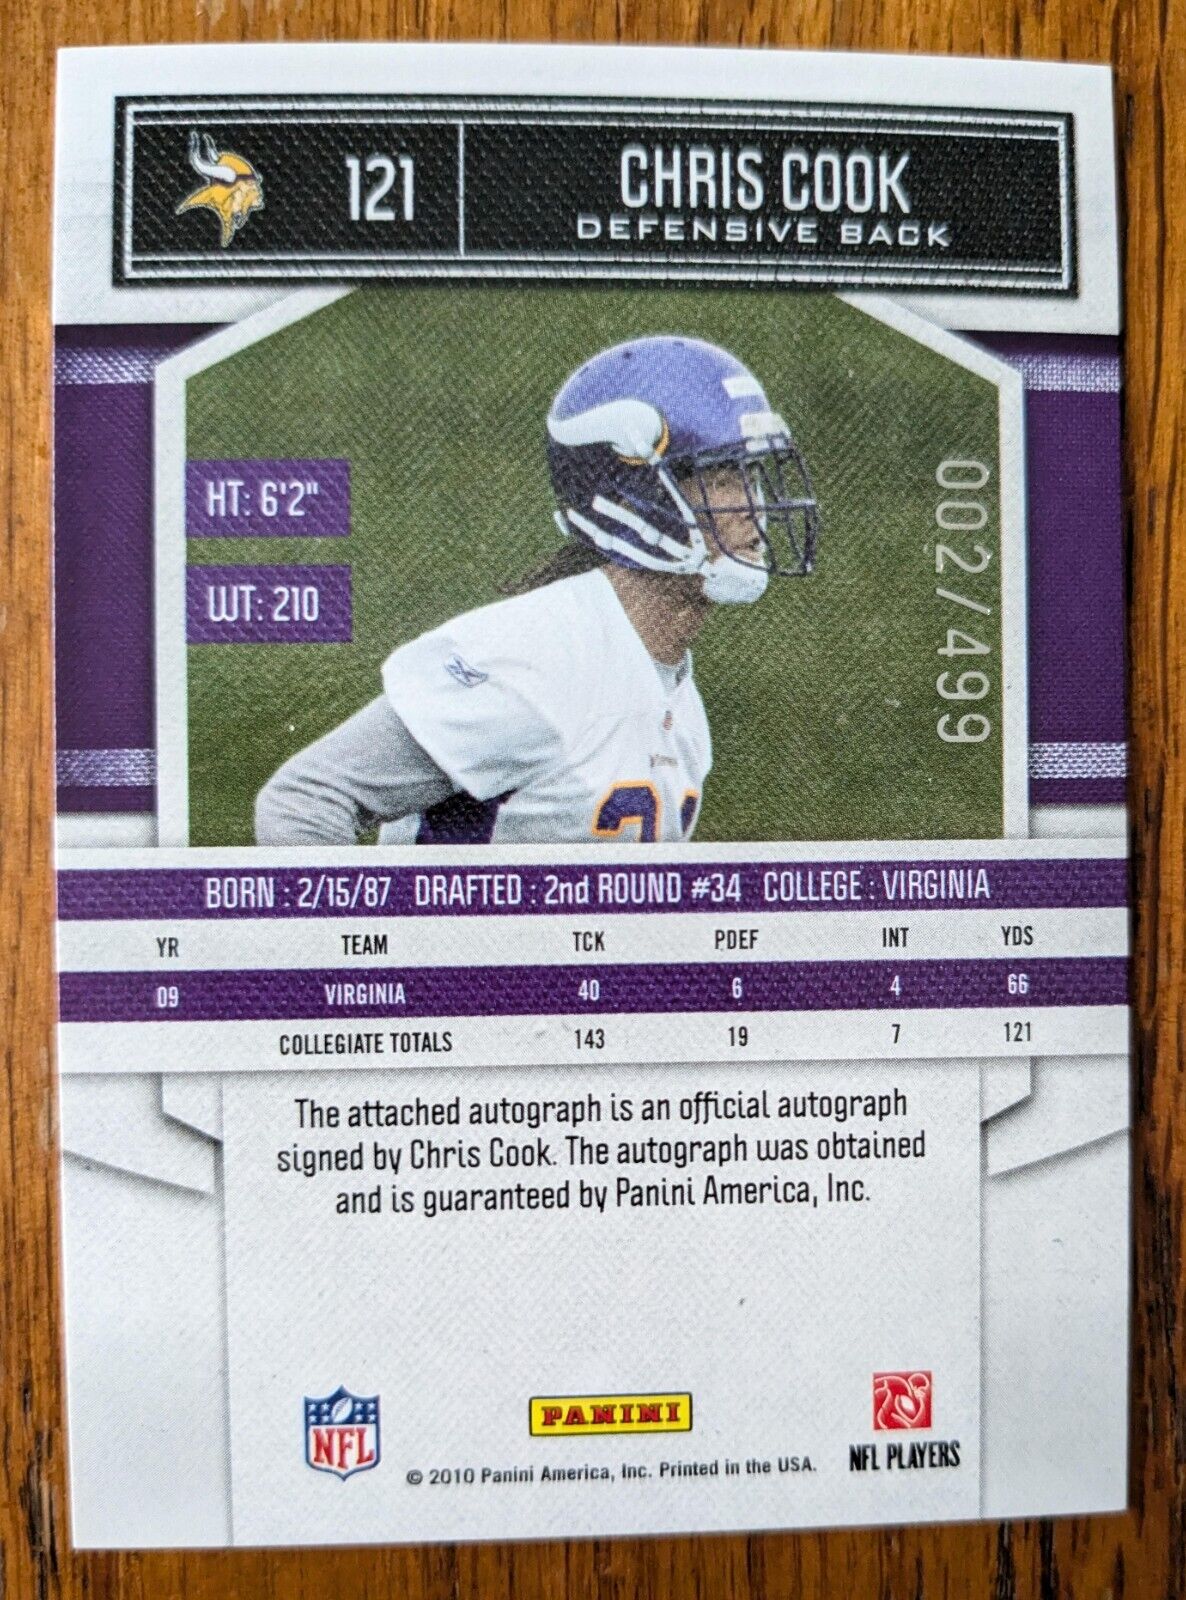 121
CHRIS COOK
DEFENSIVE BACK
HT: 6'2"
WT: 210
002/499
BORN : 2/15/87 DRAFTED : 2nd ROUND #34 COLLEGE : VIRGINIA
YR TEAM TCK PDEF INT YDS
09 VIRGINIA 40 6 4 66
COLLEGIATE TOTALS 143 19 7 121
The attached autograph is an official autograph
signed by Chris Cook. The autograph was obtained
and is guaranteed by Panini America, Inc.
NFL
PANINI
NFL PLAYERS
© 2010 Panini America, Inc. Printed in the USA.